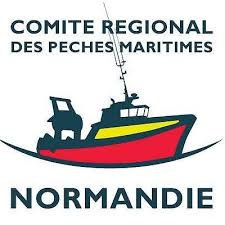 COMITE REGIONAL
DES PECHES MARITIMES
NORMANDIE